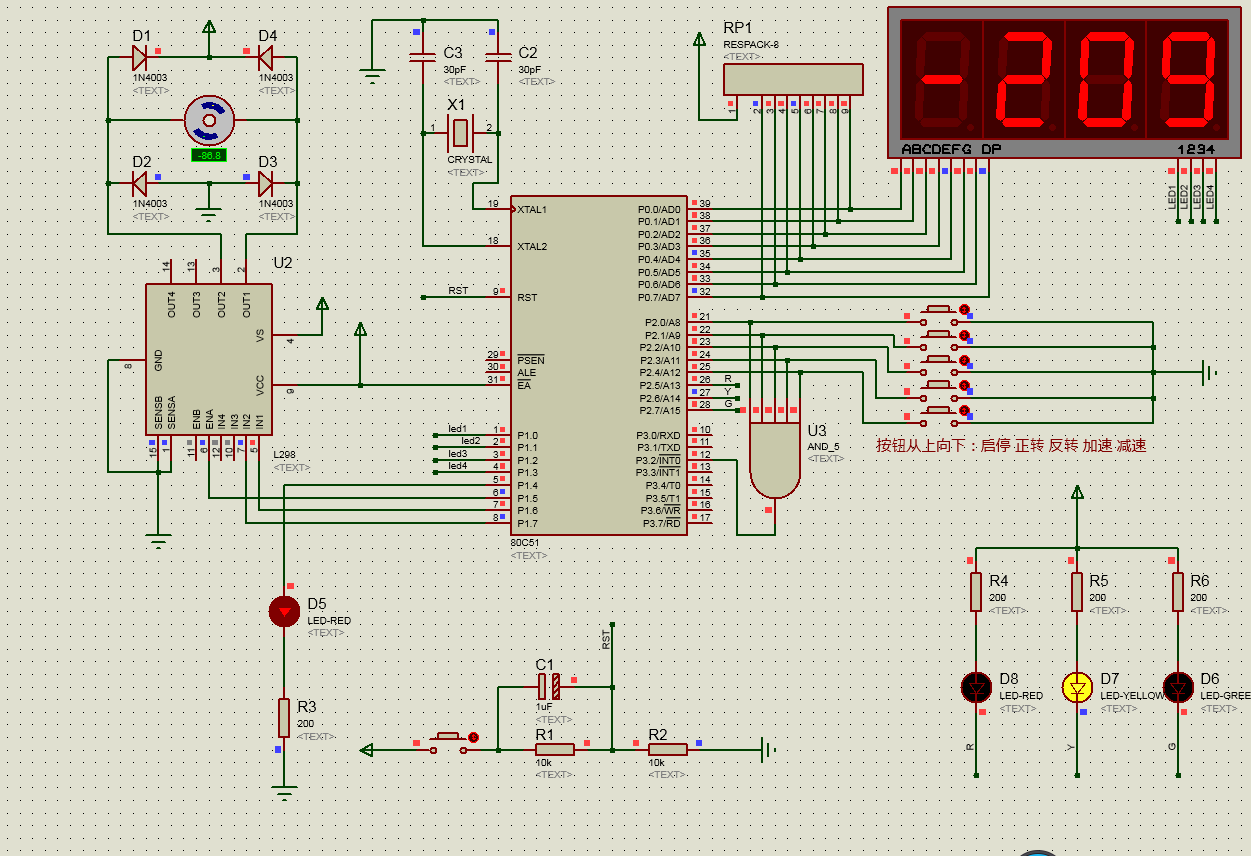 D1
1N4003
<TEXT>
D4
1N4003
<TEXT>
-86.8
D2
1N4003
<TEXT>
D3
1N4003
<TEXT>
C3
30pF
<TEXT>
C2
30pF
<TEXT>
X1
1
2
CRYSTAL
<TEXT>
RP1
RESPACK-8
<TEXT>
1 2 3 4 5 6 7 8 9
-209
ABCDEFG DP
1234
LED1
LED2
LED3
LED4
U2
14 13 3 2
OUT4 OUT3 OUT2 OUT1
VS
4
GND
8
VCC
9
SENSB SENSA ENB ENA IN4 IN3 IN2 IN1
15 1 11 6 12 10 7 5
L298
<TEXT>
19 XTAL1
18 XTAL2
RST 9 RST
29 PSEN
30 ALE
31 EA
led1 1 P1.0
led2 2 P1.1
led3 3 P1.2
led4 4 P1.3
5 P1.4
6 P1.5
7 P1.6
8 P1.7
P0.0/AD0 39
P0.1/AD1 38
P0.2/AD2 37
P0.3/AD3 36
P0.4/AD4 35
P0.5/AD5 34
P0.6/AD6 33
P0.7/AD7 32
P2.0/A8 21
P2.1/A9 22
P2.2/A10 23
P2.3/A11 24
P2.4/A12 25
P2.5/A13 26 R
P2.6/A14 27 Y
P2.7/A15 28 G
P3.0/RXD 10
P3.1/TXD 11
P3.2/INT0 12
P3.3/INT1 13
P3.4/T0 14
P3.5/T1 15
P3.6/WR 16
P3.7/RD 17
80C51
<TEXT>
U3
AND_5
<TEXT>
按钮从上向下：启停 正转 反转 加速 减速
D5
LED-RED
<TEXT>
R3
200
<TEXT>
RST
C1
1uF
<TEXT>
R1
10k
<TEXT>
R2
10k
<TEXT>
R4
200
<TEXT>
R5
200
<TEXT>
R6
200
<TEXT>
D8
LED-RED
<TEXT>
D7
LED-YELLOW
<TEXT>
D6
LED-GREE
<TEXT>
R
Y
G